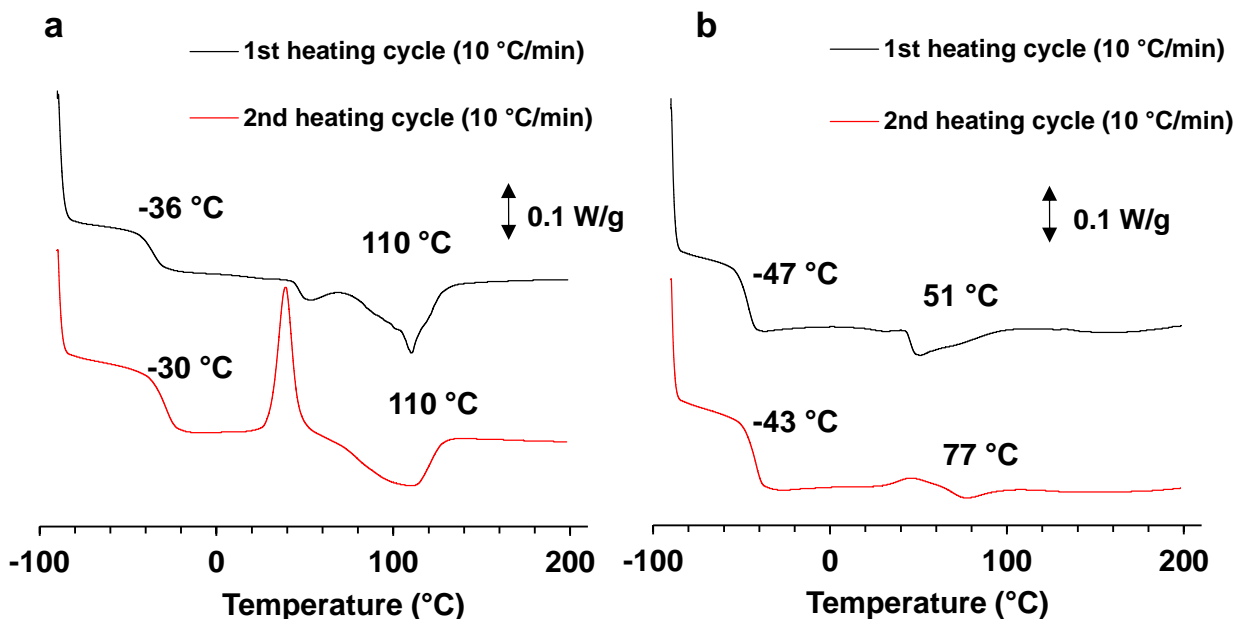 a
1st heating cycle (10 °C/min)
2nd heating cycle (10 °C/min)
-36 °C
0.1 W/g
110 °C
-30 °C
110 °C
-100
0
100
200
Temperature (°C)
b
1st heating cycle (10 °C/min)
2nd heating cycle (10 °C/min)
0.1 W/g
-47 °C
51 °C
-43 °C
77 °C
-100
0
100
200
Temperature (°C)